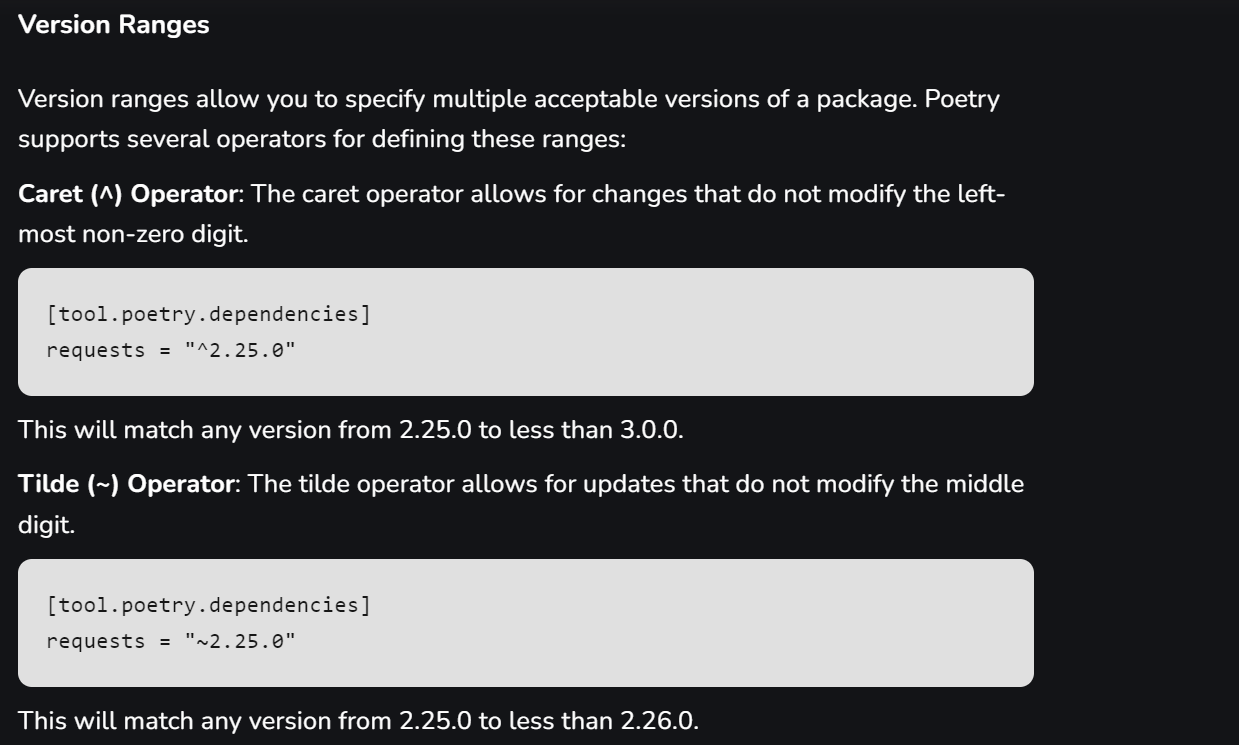 Version Ranges
Version ranges allow you to specify multiple acceptable versions of a package. Poetry
supports several operators for defining these ranges:
Caret (^) Operator: The caret operator allows for changes that do not modify the left-
most non-zero digit.
[tool.poetry.dependencies]
requests = "^2.25.0"
This will match any version from 2.25.0 to less than 3.0.0.
Tilde (~) Operator: The tilde operator allows for updates that do not modify the middle
digit.
[tool.poetry.dependencies]
requests = "~2.25.0"
This will match any version from 2.25.0 to less than 2.26.0.